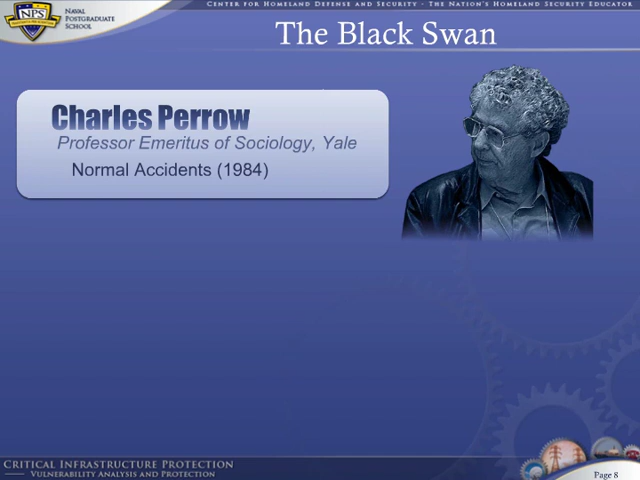 CENTER FOR HOMELAND DEFENSE AND SECURITY - THE NATION'S HOMELAND SECURITY EDUCATOR
NPS
NAVAL
POSTGRADUATE
SCHOOL
The Black Swan
Charles Perrow
Professor Emeritus of Sociology, Yale
Normal Accidents (1984)
CRITICAL INFRASTRUCTURE PROTECTION
VULNERABILITY ANALYSIS AND PROTECTION
Page 8